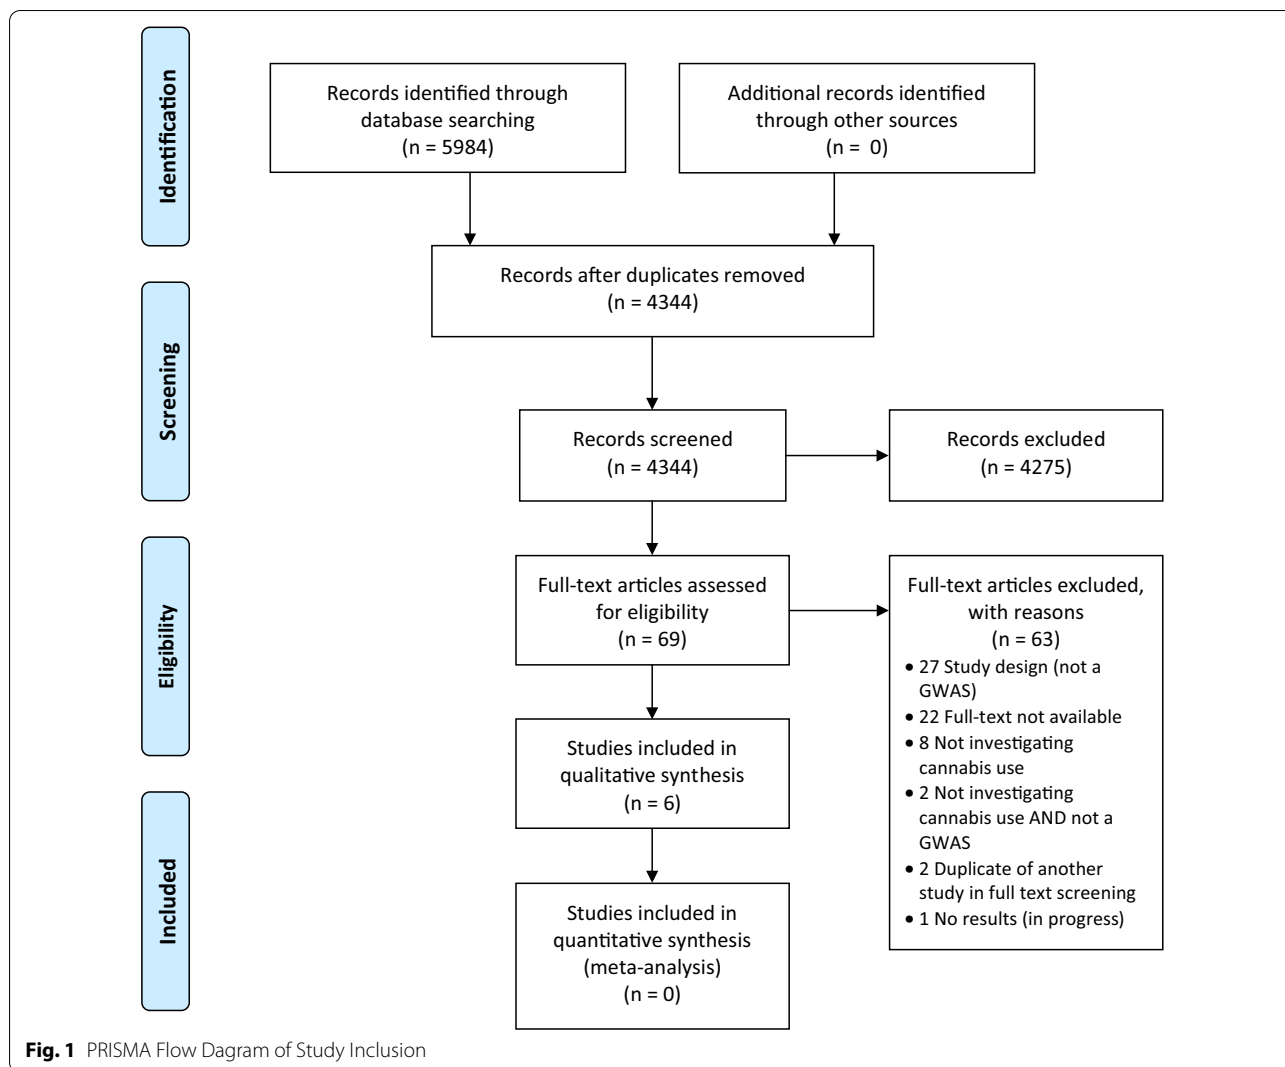 Identification
Records identified through
database searching
(n = 5984)
Additional records identified
through other sources
(n = 0)
Records after duplicates removed
(n = 4344)
Screening
Records screened
(n = 4344)
Records excluded
(n = 4275)
Eligibility
Full-text articles assessed
for eligibility
(n = 69)
Full-text articles excluded,
with reasons
(n = 63)
• 27 Study design (not a
GWAS)
• 22 Full-text not available
• 8 Not investigating
cannabis use
• 2 Not investigating
cannabis use AND not a
GWAS
• 2 Duplicate of another
study in full text screening
• 1 No results (in progress)
Studies included in
qualitative synthesis
(n = 6)
Included
Studies included in
quantitative synthesis
(meta-analysis)
(n = 0)
Fig. 1 PRISMA Flow Dagram of Study Inclusion